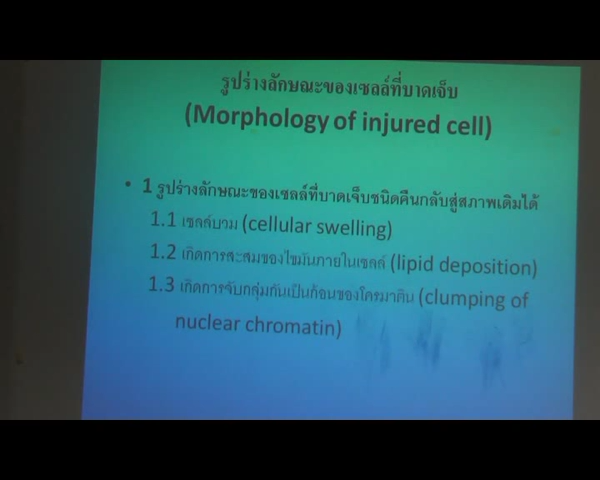 รูปร่างลักษณะของเซลล์ที่บาดเจ็บ
(Morphology of injured cell)
• 1 รูปร่างลักษณะของเซลล์ที่บาดเจ็บชนิดคืนกลับสู่สภาพเดิมได้
1.1 เซลล์บวม (cellular swelling)
1.2 เกิดการสะสมของไขมันภายในเซลล์ (lipid deposition)
1.3 เกิดการจับกลุ่มกันเป็นก้อนของโครมาติน (clumping of
nuclear chromatin)